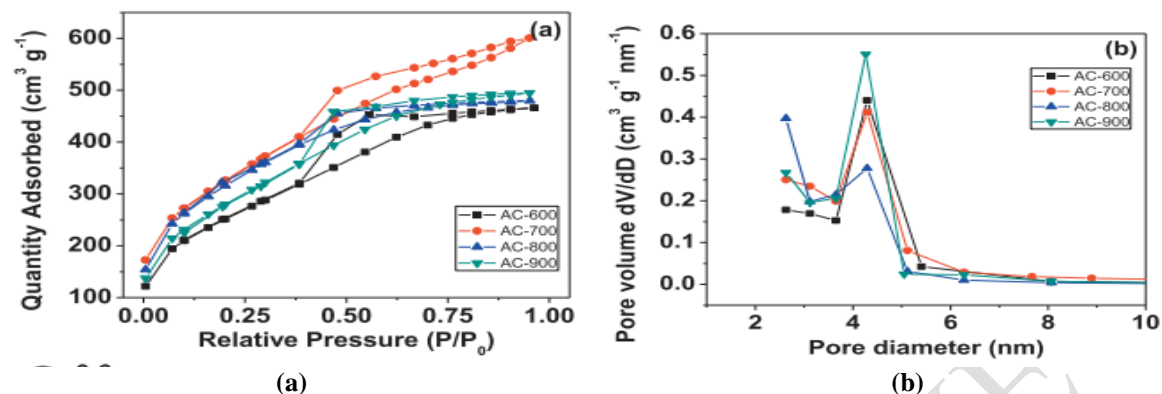 (a)
Quantity Adsorbed (cm³ g⁻¹)
600
500
400
300
200
100
AC-600
AC-700
AC-800
AC-900
0.00 0.25 0.50 0.75 1.00
Relative Pressure (P/P₀)
(a)
(b)
Pore volume dV/dD (cm³ g⁻¹ nm⁻¹)
0.6
0.5
0.4
0.3
0.2
0.1
0.0
AC-600
AC-700
AC-800
AC-900
2 4 6 8 10
Pore diameter (nm)
(b)